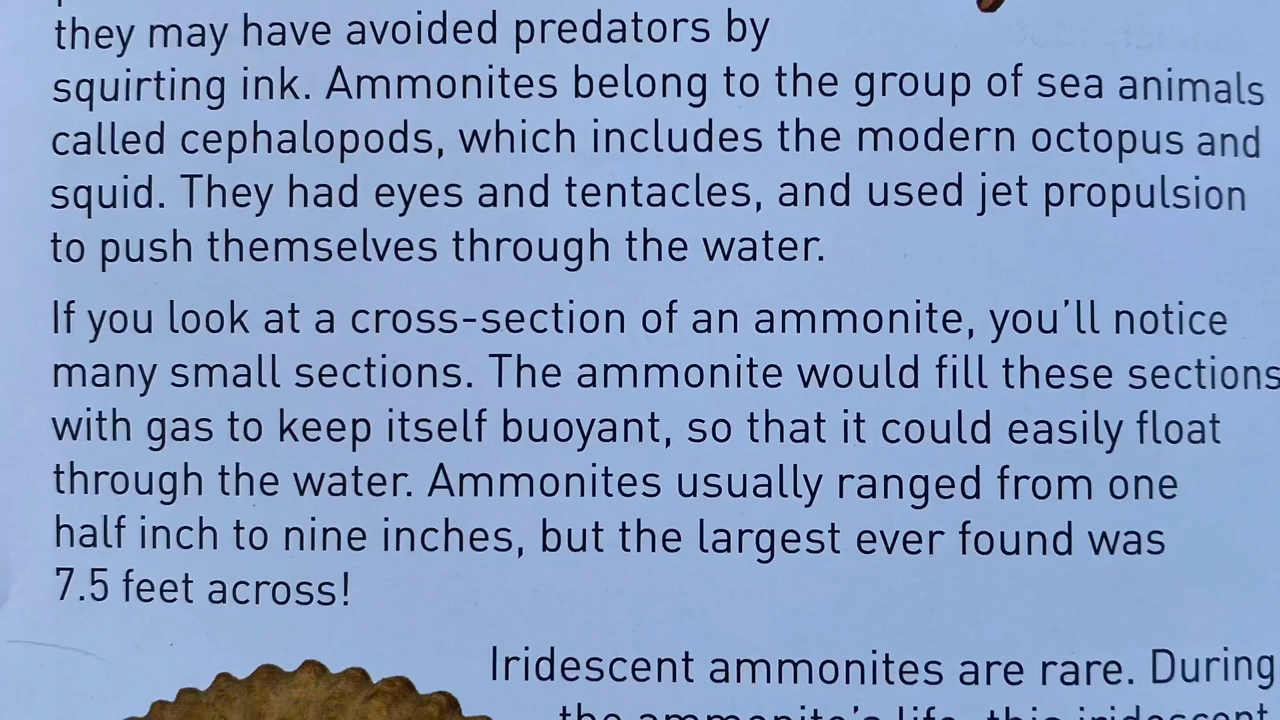 they may have avoided predators by
squirting ink. Ammonites belong to the group of sea animals
called cephalopods, which includes the modern octopus and
squid. They had eyes and tentacles, and used jet propulsion
to push themselves through the water.
If you look at a cross-section of an ammonite, you'll notice
many small sections. The ammonite would fill these sections
with gas to keep itself buoyant, so that it could easily float
through the water. Ammonites usually ranged from one
half inch to nine inches, but the largest ever found was
7.5 feet across!
Iridescent ammonites are rare. During
the ammonite's life, this iridescent